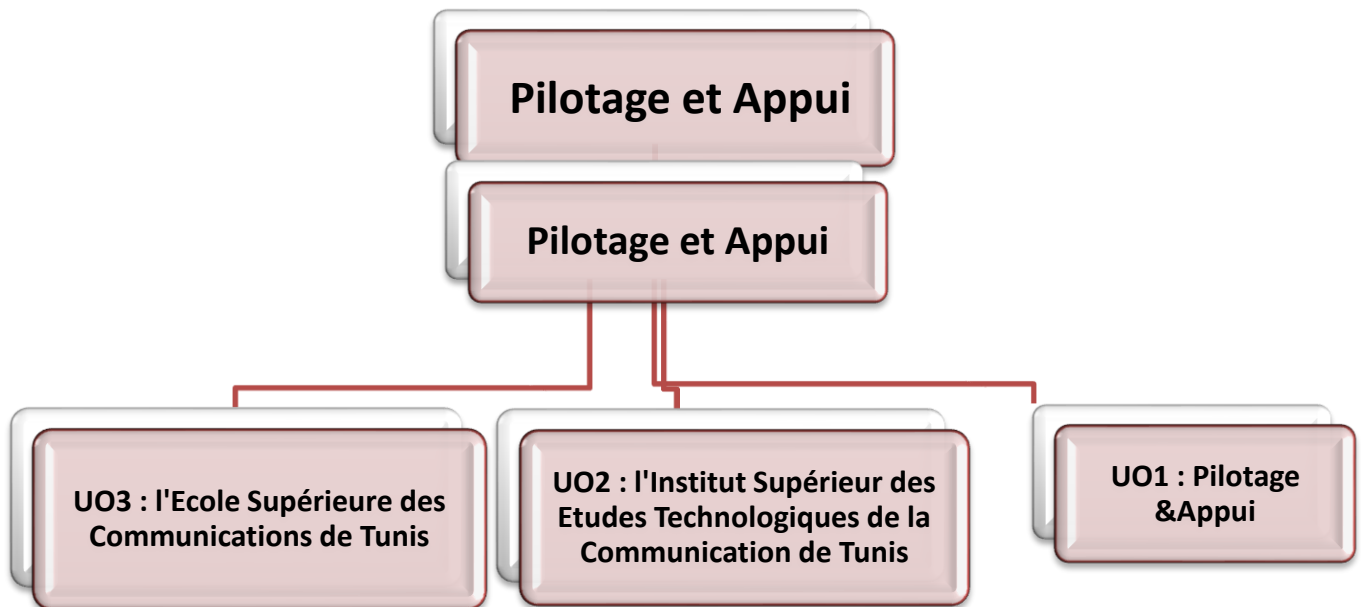 Pilotage et Appui
Pilotage et Appui
UO3 : l'Ecole Supérieure des
Communications de Tunis
UO2 : l'Institut Supérieur des
Etudes Technologiques de la
Communication de Tunis
UO1 : Pilotage
&Appui